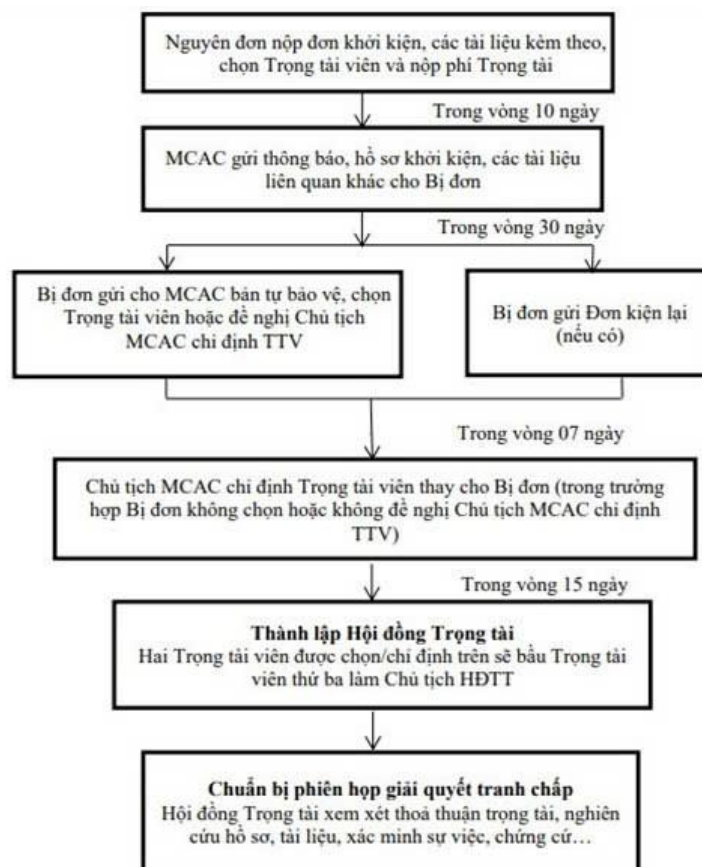 Nguyên đơn nộp đơn khởi kiện, các tài liệu kèm theo,
chọn Trọng tài viên và nộp phí Trọng tài
Trong vòng 10 ngày
MCAC gửi thông báo, hồ sơ khởi kiện, các tài liệu
liên quan khác cho Bị đơn
Trong vòng 30 ngày
Bị đơn gửi cho MCAC bản tự bảo vệ, chọn
Trọng tài viên hoặc đề nghị Chủ tịch
MCAC chỉ định TTV
Bị đơn gửi Đơn kiện lại
(nếu có)
Trong vòng 07 ngày
Chủ tịch MCAC chỉ định Trọng tài viên thay cho Bị đơn (trong trường
hợp Bị đơn không chọn hoặc không đề nghị Chủ tịch MCAC chỉ định
TTV)
Trong vòng 15 ngày
Thành lập Hội đồng Trọng tài
Hai Trọng tài viên được chọn/chỉ định trên sẽ bầu Trọng tài
viên thứ ba làm Chủ tịch HĐTT
Chuẩn bị phiên họp giải quyết tranh chấp
Hội đồng Trọng tài xem xét thoả thuận trọng tài, nghiên
cứu hồ sơ, tài liệu, xác minh sự việc, chứng cứ…